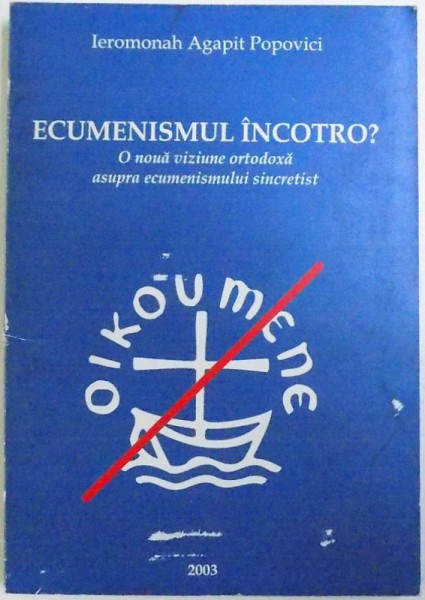 Ieromonah Agapit Popovici
ECUMENISMUL ÎNCOTRO?
O nouă viziune ortodoxă
asupra ecumenismului sincretist
OIKOUMENE
2003